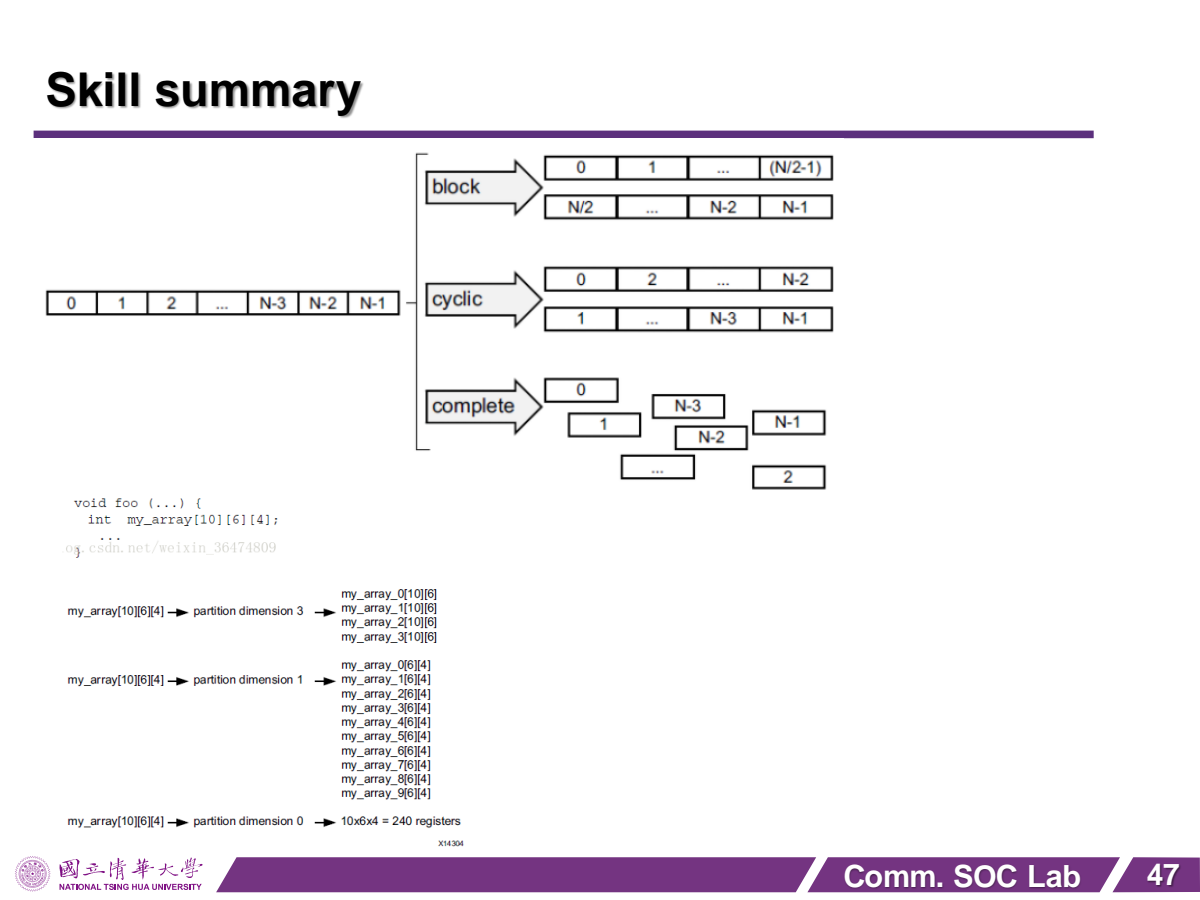 Skill summary
0 1 2 ... N-3 N-2 N-1
block
0 1 ... (N/2-1)
N/2 ... N-2 N-1
cyclic
0 2 ... N-2
1 ... N-3 N-1
complete
0
N-3
1
N-1
N-2
...
2
void foo (...) {
int my_array[10][6][4];
...
}
og.csdn.net/weixin_36474809
my_array[10][6][4] partition dimension 3
my_array_0[10][6]
my_array_1[10][6]
my_array_2[10][6]
my_array_3[10][6]
my_array[10][6][4] partition dimension 1
my_array_0[6][4]
my_array_1[6][4]
my_array_2[6][4]
my_array_3[6][4]
my_array_4[6][4]
my_array_5[6][4]
my_array_6[6][4]
my_array_7[6][4]
my_array_8[6][4]
my_array_9[6][4]
my_array[10][6][4] partition dimension 0 10x6x4 = 240 registers
X14304
國立清華大學
NATIONAL TSING HUA UNIVERSITY
Comm. SOC Lab
47